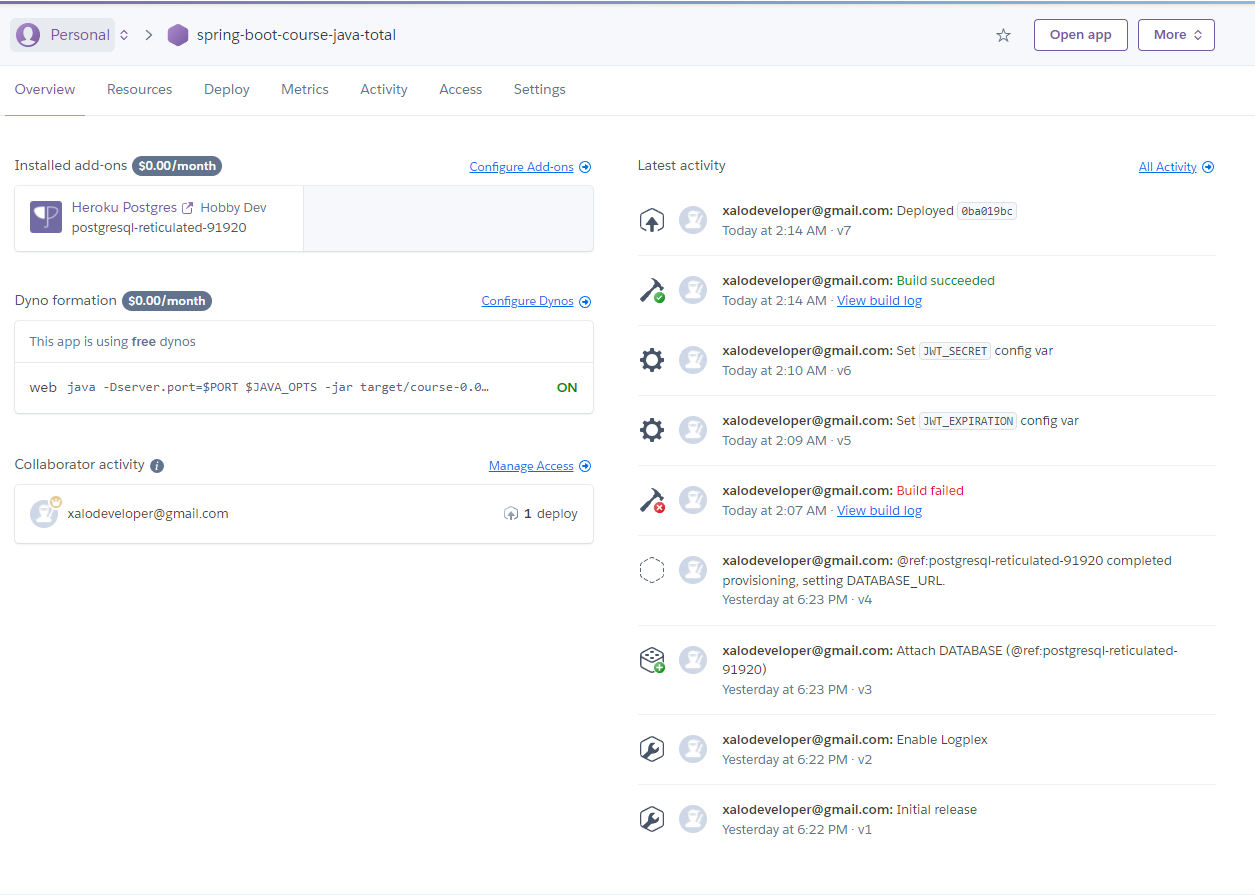 Personal
spring-boot-course-java-total
Open app
More
Overview
Resources
Deploy
Metrics
Activity
Access
Settings
Installed add-ons $0.00/month
Configure Add-ons
Heroku Postgres Hobby Dev
postgresql-reticulated-91920
Dyno formation $0.00/month
Configure Dynos
This app is using free dynos
web java -Dserver.port=$PORT $JAVA_OPTS -jar target/course-0.0… ON
Collaborator activity
Manage Access
xalodeveloper@gmail.com
1 deploy
Latest activity
All Activity
xalodeveloper@gmail.com: Deployed 0ba019bc
Today at 2:14 AM · v7
xalodeveloper@gmail.com: Build succeeded
Today at 2:14 AM · View build log
xalodeveloper@gmail.com: Set JWT_SECRET config var
Today at 2:10 AM · v6
xalodeveloper@gmail.com: Set JWT_EXPIRATION config var
Today at 2:09 AM · v5
xalodeveloper@gmail.com: Build failed
Today at 2:07 AM · View build log
xalodeveloper@gmail.com: @ref:postgresql-reticulated-91920 completed
provisioning, setting DATABASE_URL.
Yesterday at 6:23 PM · v4
xalodeveloper@gmail.com: Attach DATABASE (@ref:postgresql-reticulated-
91920)
Yesterday at 6:23 PM · v3
xalodeveloper@gmail.com: Enable Logplex
Yesterday at 6:22 PM · v2
xalodeveloper@gmail.com: Initial release
Yesterday at 6:22 PM · v1